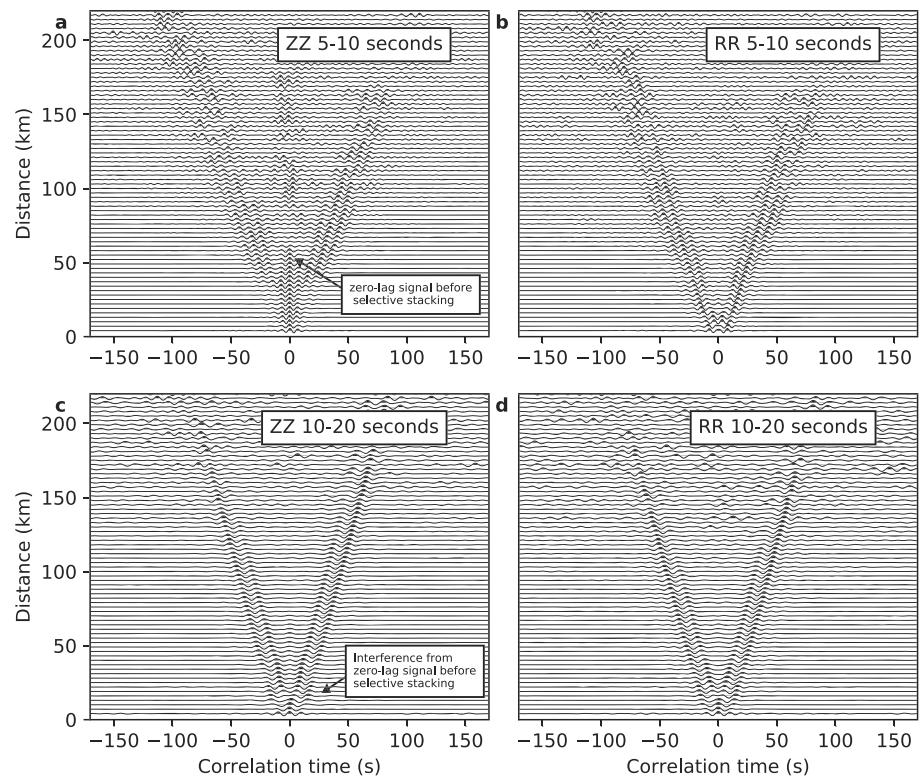 a
ZZ 5-10 seconds
b
RR 5-10 seconds
200
150
100
50
0
Distance (km)
zero-lag signal before
selective stacking
−150 −100 −50 0 50 100 150
−150 −100 −50 0 50 100 150
c
ZZ 10-20 seconds
d
RR 10-20 seconds
200
150
100
50
0
Distance (km)
Interference from
zero-lag signal before
selective stacking
−150 −100 −50 0 50 100 150
−150 −100 −50 0 50 100 150
Correlation time (s)
Correlation time (s)